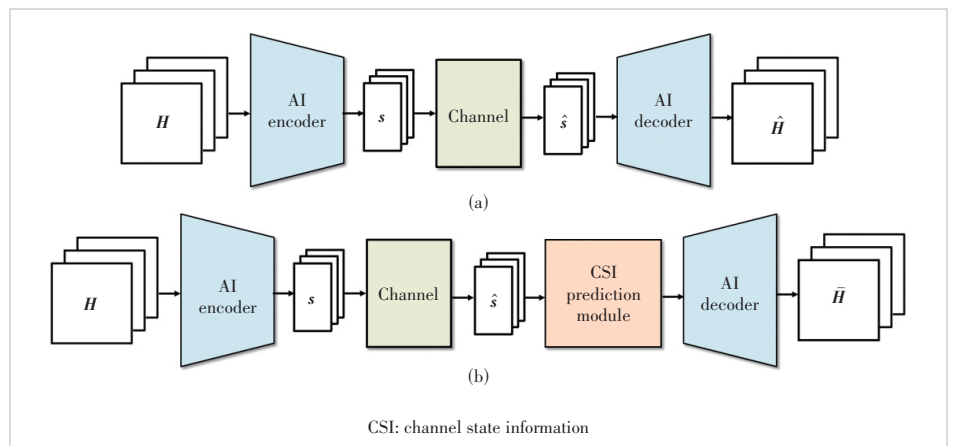 H
AI
encoder
s
Channel
ŝ
AI
decoder
Ĥ
(a)
H
AI
encoder
s
Channel
ŝ
CSI
prediction
module
AI
decoder
H̄
(b)
CSI: channel state information